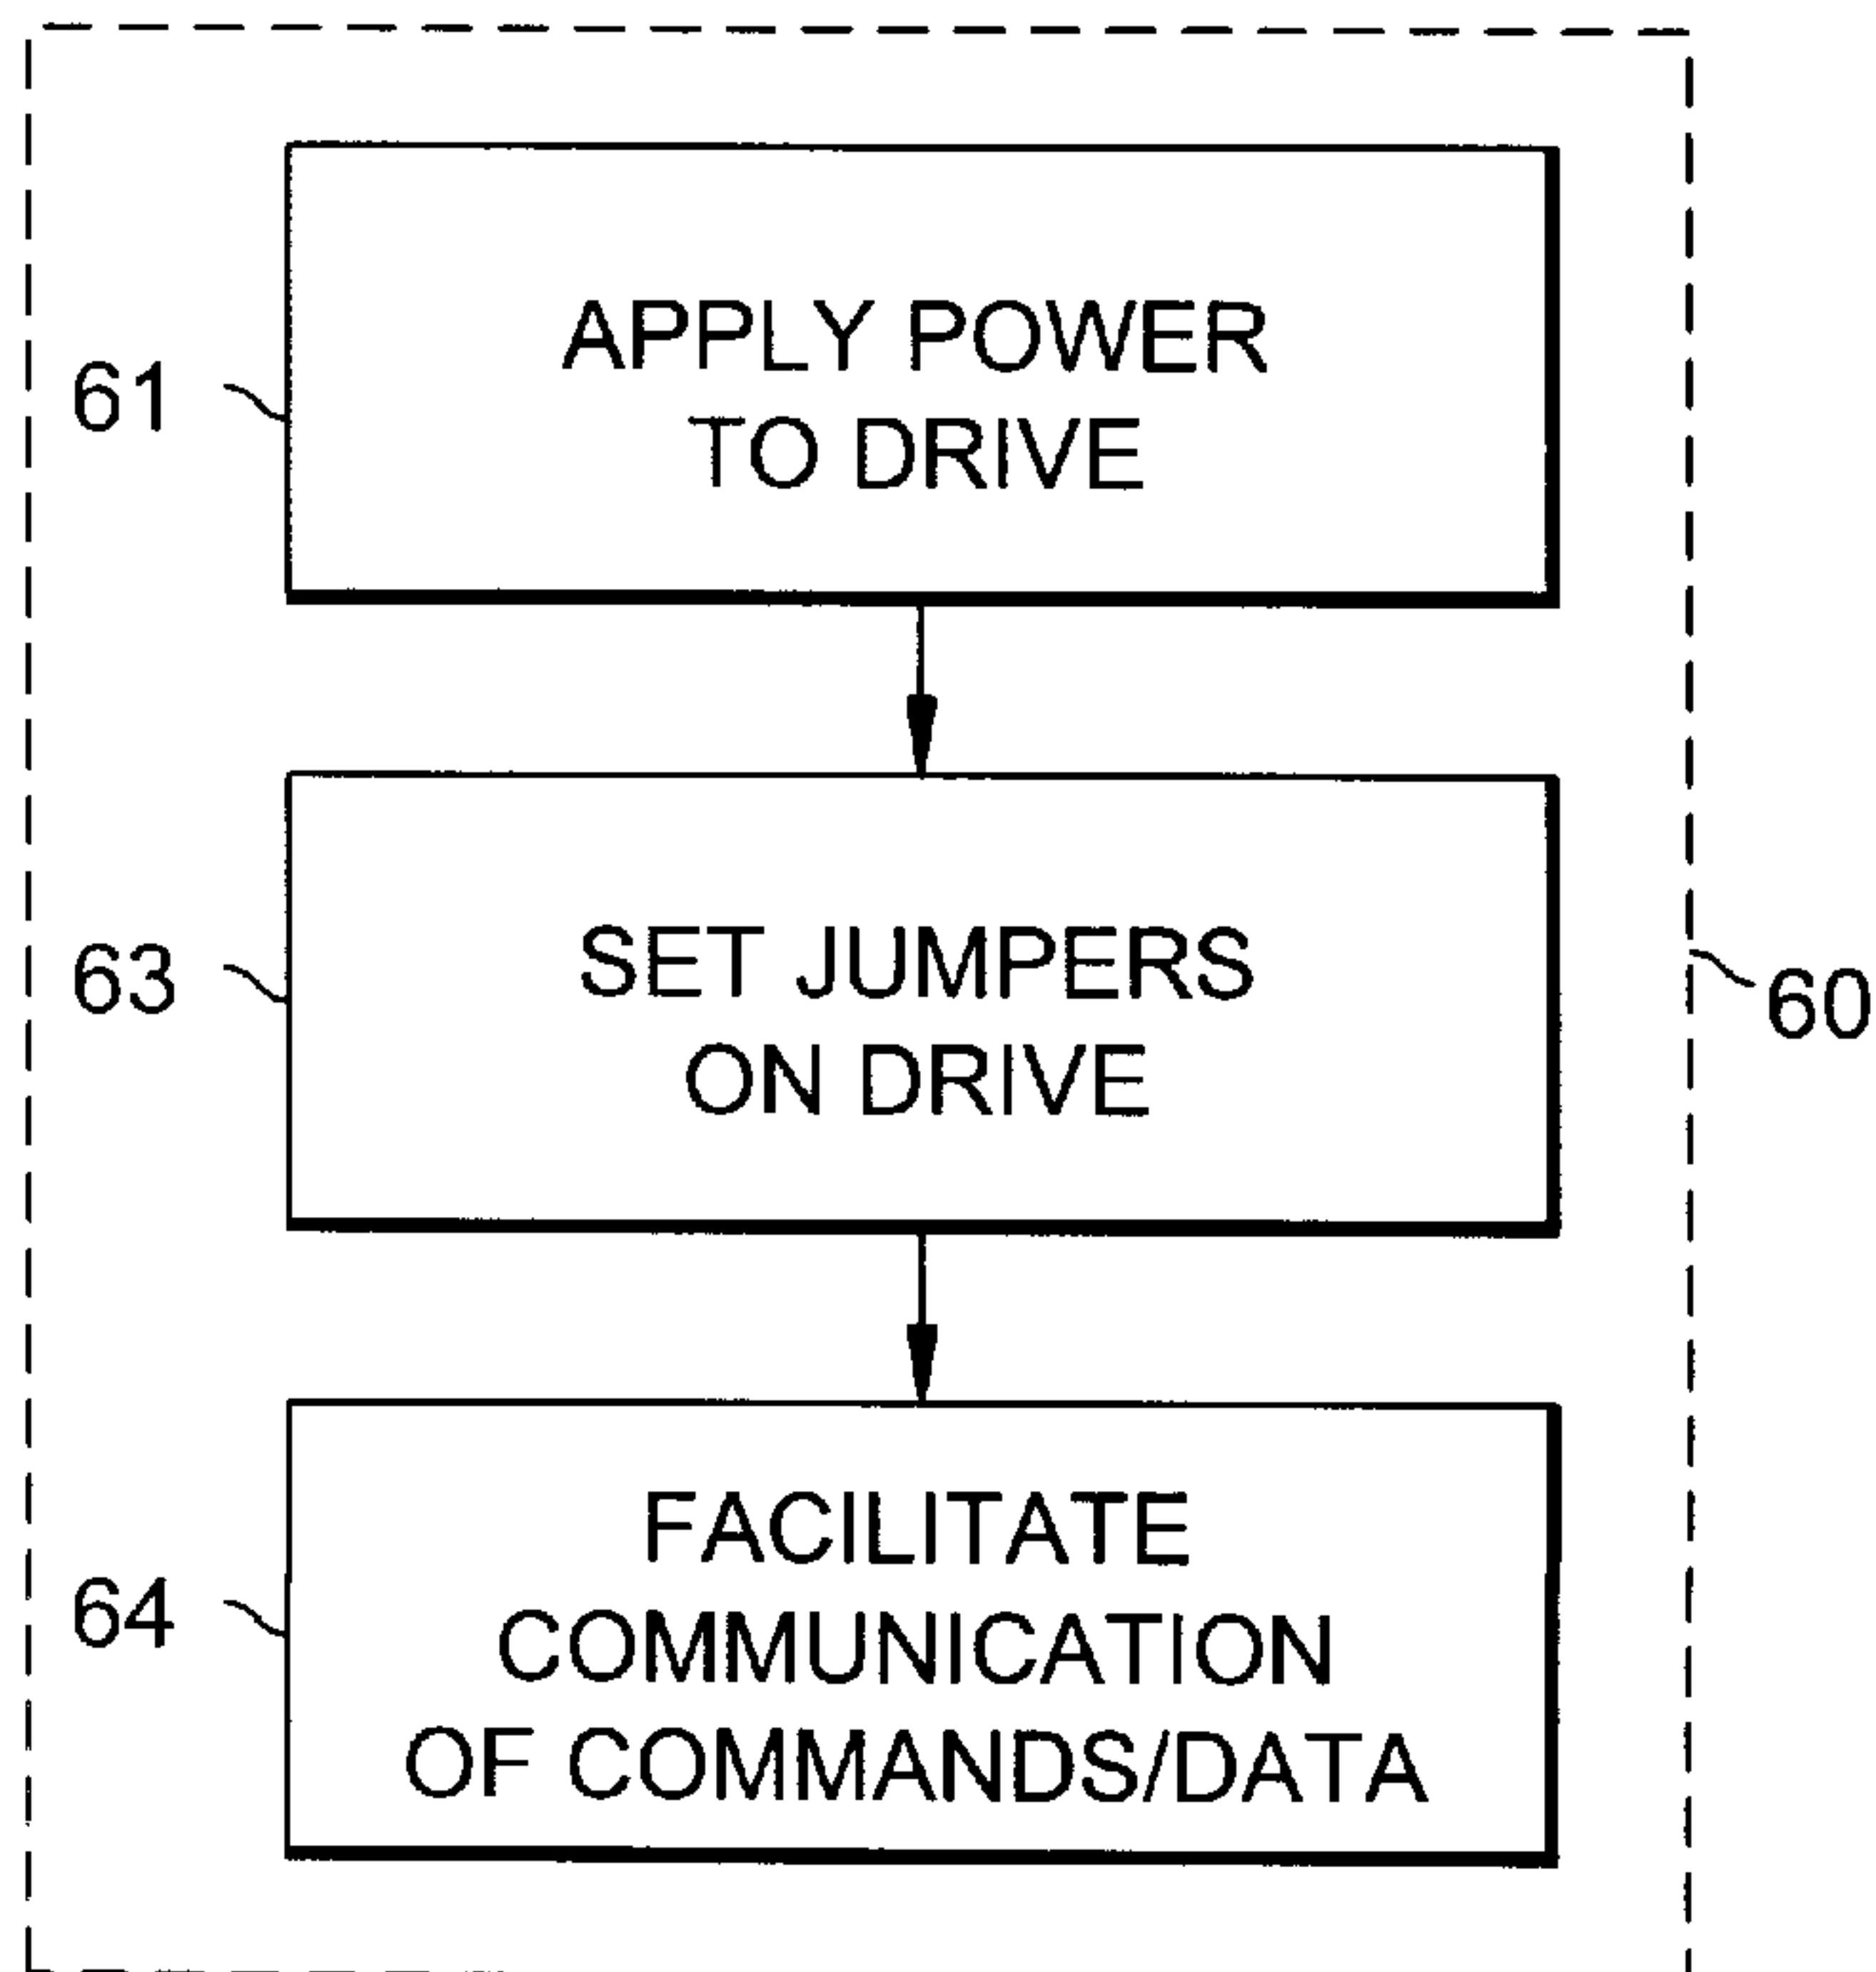 APPLY POWER
TO DRIVE
61
SET JUMPERS
ON DRIVE
63
60
FACILITATE
COMMUNICATION
OF COMMANDS/DATA
64